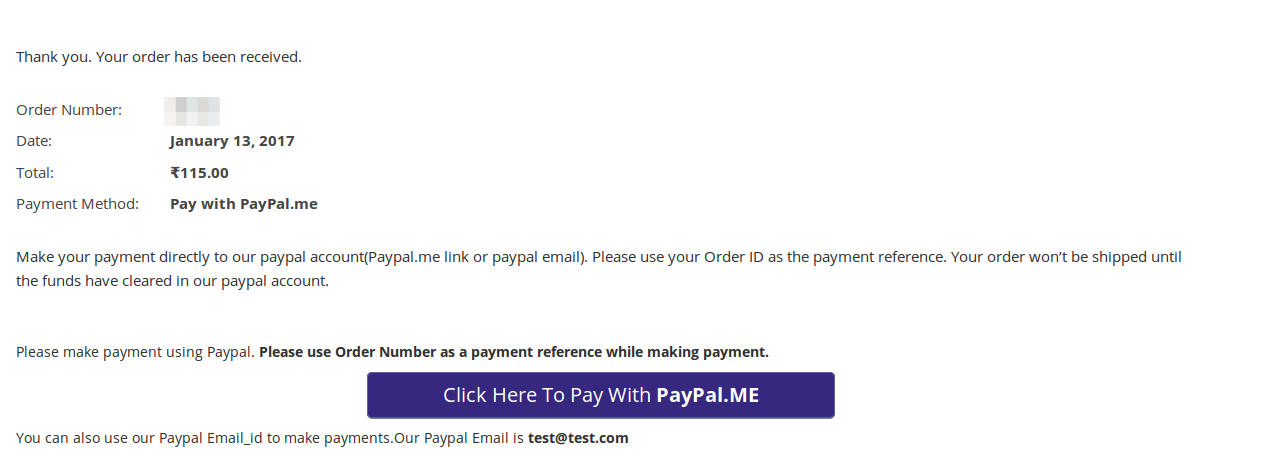 Thank you. Your order has been received.
Order Number:
Date: January 13, 2017
Total: ₹115.00
Payment Method: Pay with PayPal.me
Make your payment directly to our paypal account(Paypal.me link or paypal email). Please use your Order ID as the payment reference. Your order won’t be shipped until
the funds have cleared in our paypal account.
Please make payment using Paypal. Please use Order Number as a payment reference while making payment.
Click Here To Pay With PayPal.ME
You can also use our Paypal Email_id to make payments.Our Paypal Email is test@test.com